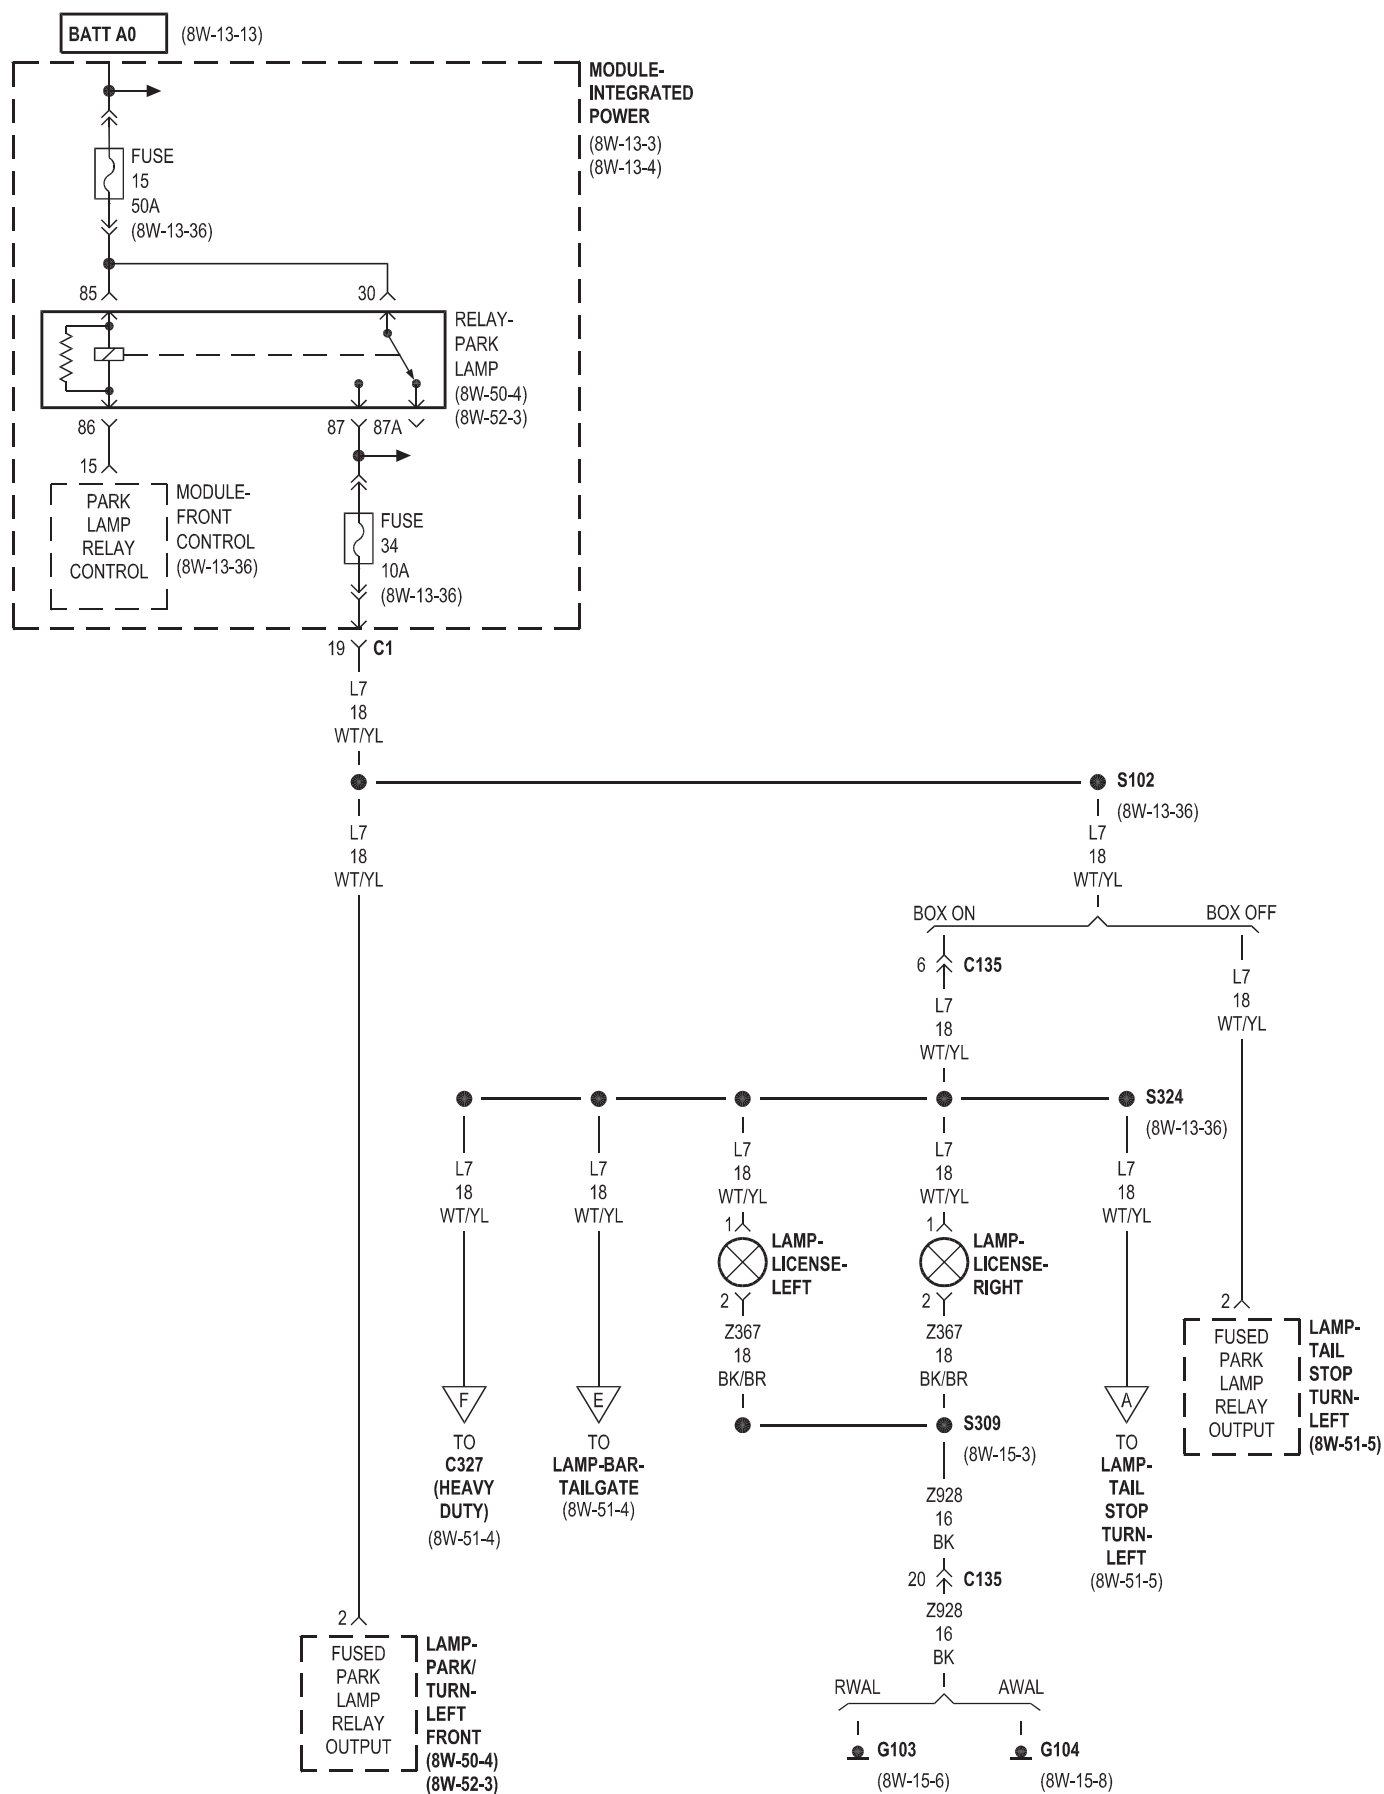 BATT A0 (8W-13-13)
MODULE-
INTEGRATED
POWER
(8W-13-3)
(8W-13-4)
FUSE
15
50A
(8W-13-36)
85
30
RELAY-
PARK
LAMP
(8W-50-4)
(8W-52-3)
86
87
87A
15
PARK
LAMP
RELAY
CONTROL
MODULE-
FRONT
CONTROL
(8W-13-36)
FUSE
34
10A
(8W-13-36)
19 C1
L7
18
WT/YL
S102
(8W-13-36)
L7
18
WT/YL
L7
18
WT/YL
BOX ON
BOX OFF
6 C135
L7
18
WT/YL
L7
18
WT/YL
S324
(8W-13-36)
L7
18
WT/YL
L7
18
WT/YL
L7
18
WT/YL
L7
18
WT/YL
L7
18
WT/YL
1
LAMP-
LICENSE-
LEFT
2
1
LAMP-
LICENSE-
RIGHT
2
Z367
18
BK/BR
Z367
18
BK/BR
2
FUSED
PARK
LAMP
RELAY
OUTPUT
LAMP-
TAIL
STOP
TURN-
LEFT
(8W-51-5)
F
TO
C327
(HEAVY
DUTY)
(8W-51-4)
E
TO
LAMP-BAR-
TAILGATE
(8W-51-4)
S309
(8W-15-3)
A
TO
LAMP-
TAIL
STOP
TURN-
LEFT
(8W-51-5)
Z928
16
BK
20 C135
Z928
16
BK
2
FUSED
PARK
LAMP
RELAY
OUTPUT
LAMP-
PARK/
TURN-
LEFT
FRONT
(8W-50-4)
(8W-52-3)
RWAL
AWAL
G103
(8W-15-6)
G104
(8W-15-8)